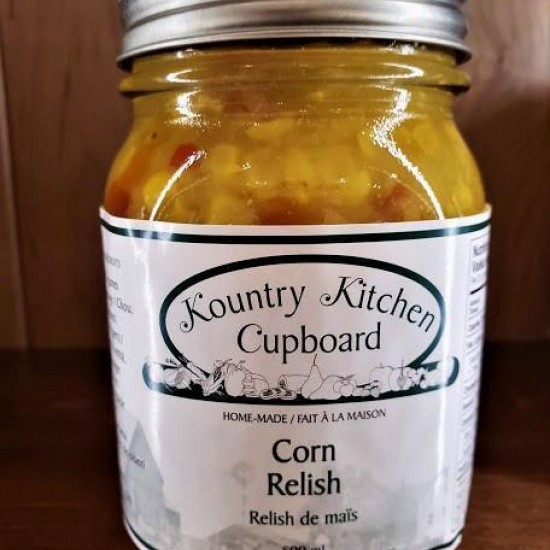 Kountry Kitchen
Cupboard
HOME-MADE / FAIT À LA MAISON
Corn
Relish
Relish de maïs